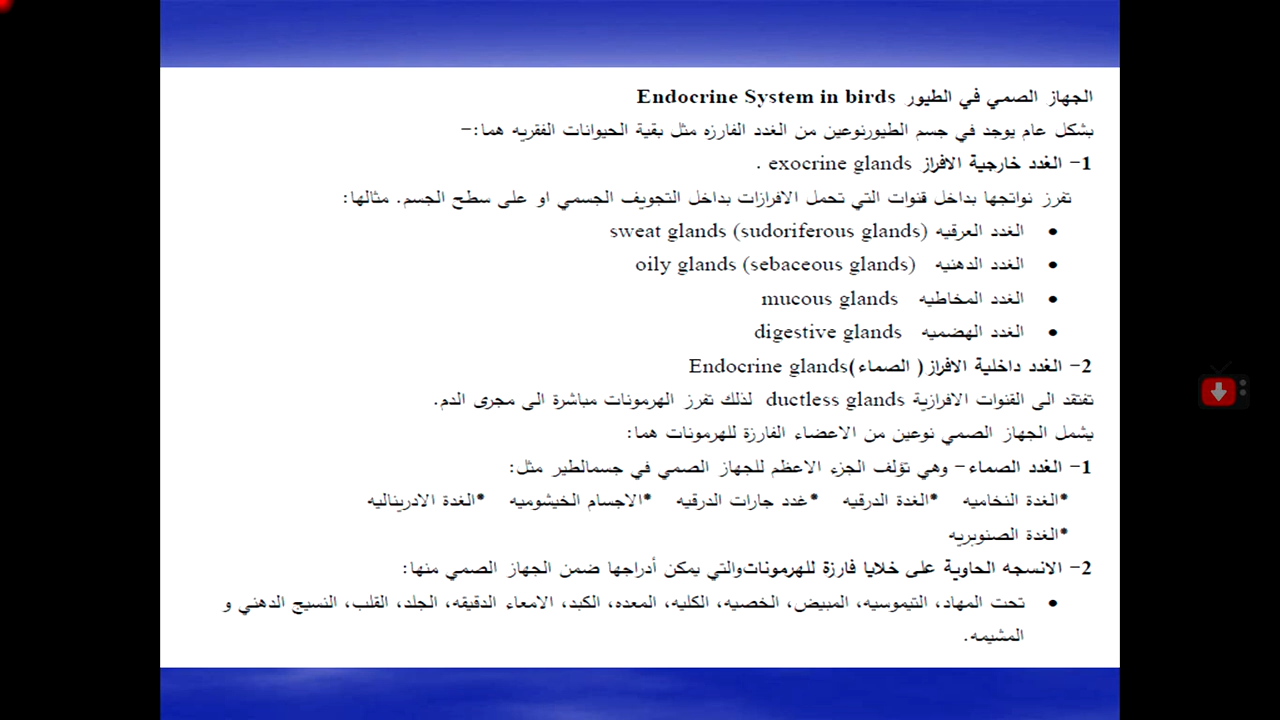 الجهاز الصمي في الطيور Endocrine System in birds
بشكل عام يوجد في جسم الطيورنوعين من الغدد الفارزه مثل بقية الحيوانات الفقريه هما:-
1- الغدد خارجية الافراز exocrine glands .
تفرز نواتجها بداخل قنوات التي تحمل الافرازات بداخل التجويف الجسمي او على سطح الجسم. مثالها:
• الغدد العرقيه sweat glands (sudoriferous glands)
• الغدد الدهنيه oily glands (sebaceous glands)
• الغدد المخاطيه mucous glands
• الغدد الهضميه digestive glands
2- الغدد داخلية الافراز( الصماء)Endocrine glands
تفتقد الى القنوات الافرازية ductless glands لذلك تفرز الهرمونات مباشرة الى مجرى الدم.
يشمل الجهاز الصمي نوعين من الاعضاء الفارزة للهرمونات هما:
1- الغدد الصماء- وهي تؤلف الجزء الاعظم للجهاز الصمي في جسمالطير مثل:
*الغدة النخاميه *الغدة الدرقيه *غدد جارات الدرقيه *الاجسام الخيشوميه *الغدة الادريناليه
*الغدة الصنوبريه
2- الانسجه الحاوية على خلايا فارزة للهرموناتوالتي يمكن أدراجها ضمن الجهاز الصمي منها:
• تحت المهاد، التيموسيه، المبيض، الخصيه، الكليه، المعده، الكبد، الامعاء الدقيقه، الجلد، القلب، النسيج الدهني و
المشيمه.